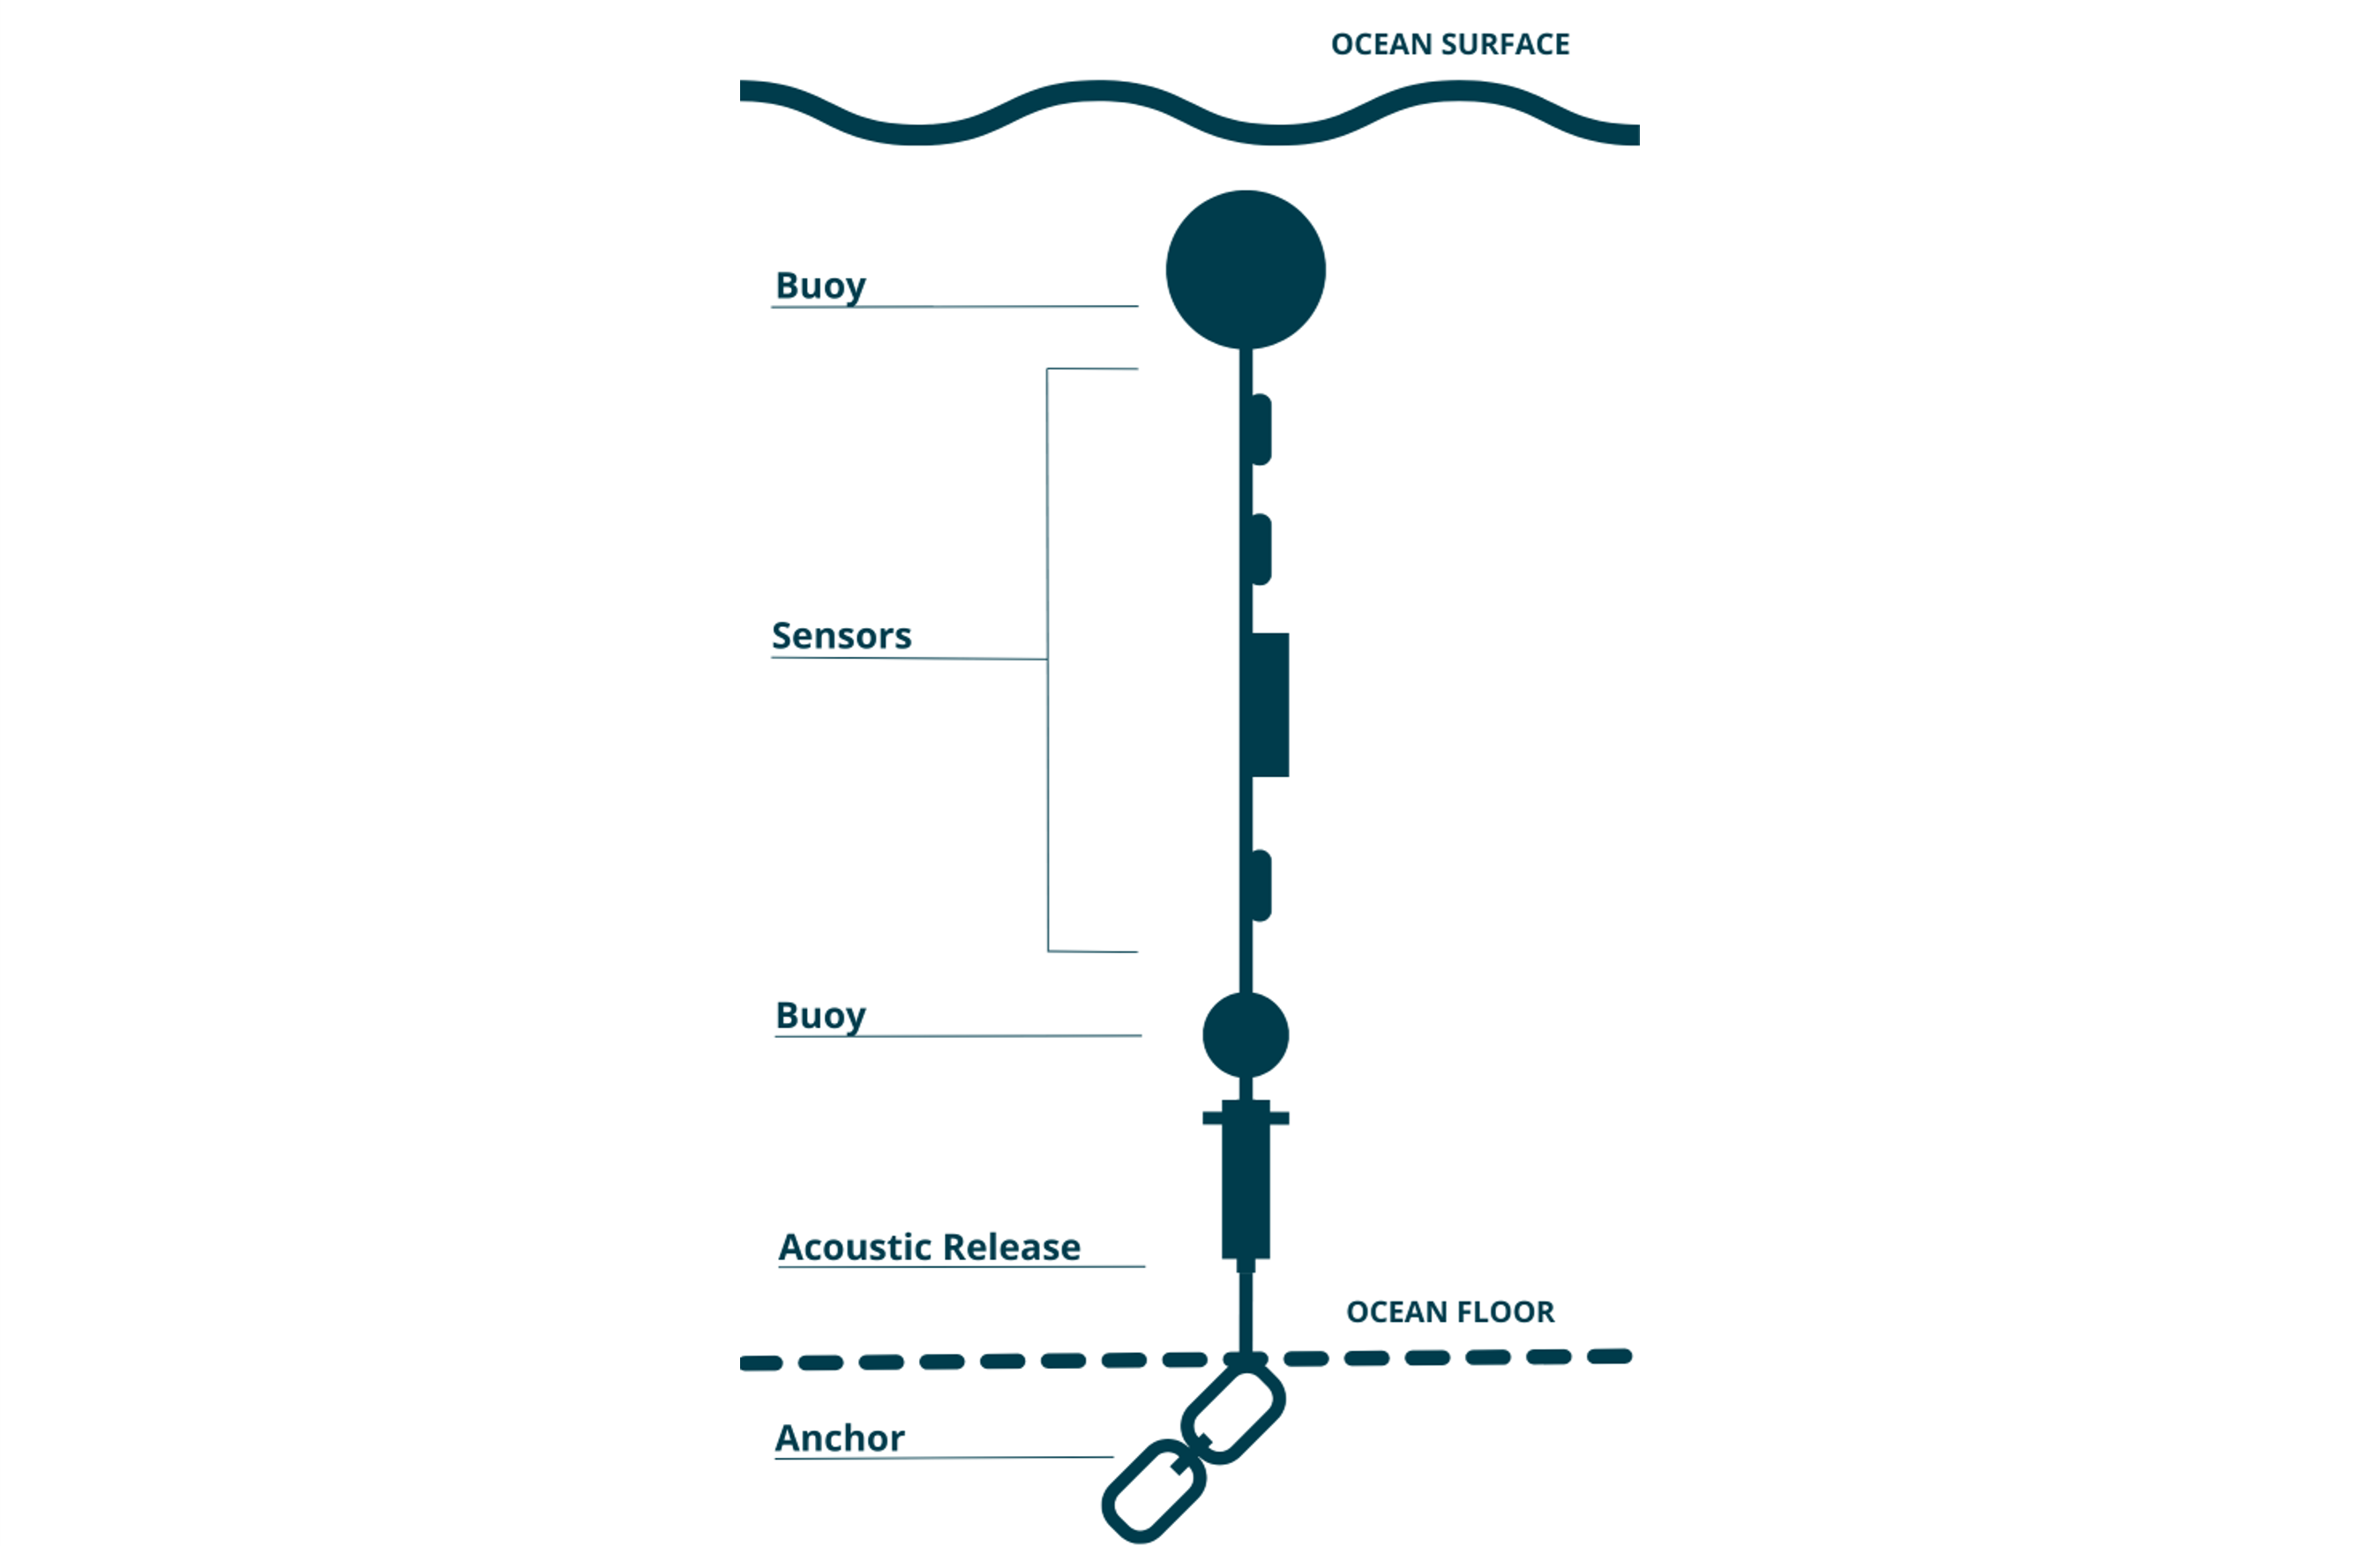 OCEAN SURFACE
Buoy
Sensors
Buoy
Acoustic Release
OCEAN FLOOR
Anchor